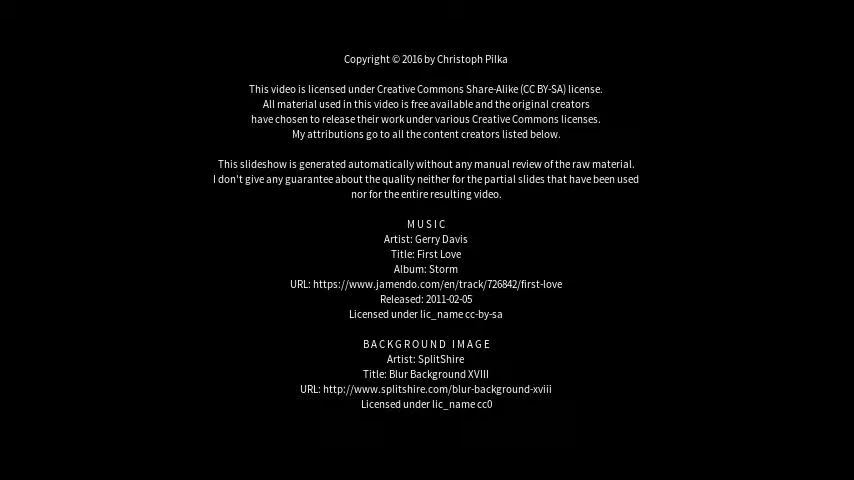 Copyright © 2016 by Christoph Pilka
This video is licensed under Creative Commons Share-Alike (CC BY-SA) license.
All material used in this video is free available and the original creators
have chosen to release their work under various Creative Commons licenses.
My attributions go to all the content creators listed below.
This slideshow is generated automatically without any manual review of the raw material.
I don't give any guarantee about the quality neither for the partial slides that have been used
nor for the entire resulting video.
M U S I C
Artist: Gerry Davis
Title: First Love
Album: Storm
URL: https://www.jamendo.com/en/track/726842/first-love
Released: 2011-02-05
Licensed under lic_name cc-by-sa
B A C K G R O U N D   I M A G E
Artist: SplitShire
Title: Blur Background XVIII
URL: http://www.splitshire.com/blur-background-xviii
Licensed under lic_name cc0